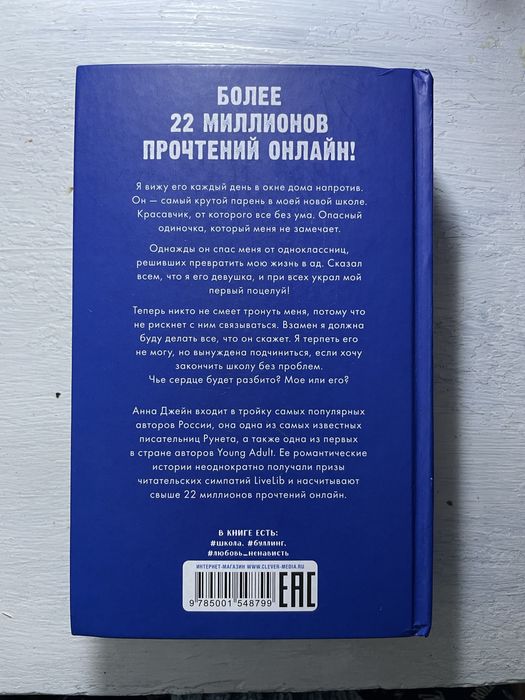 БОЛЕЕ
22 МИЛЛИОНОВ
ПРОЧТЕНИЙ ОНЛАЙН!
Я вижу его каждый день в окне дома напротив.
Он — самый крутой парень в моей новой школе.
Красавчик, от которого все без ума. Опасный
одиночка, который меня не замечает.
Однажды он спас меня от одноклассниц,
решивших превратить мою жизнь в ад. Сказал
всем, что я его девушка, и при всех украл мой
первый поцелуй!
Теперь никто не смеет тронуть меня, потому что
не рискнет с ним связываться. Взамен я должна
буду делать все, что он скажет. Я терпеть его
не могу, но вынуждена подчиниться, если хочу
закончить школу без проблем.
Чье сердце будет разбито? Мое или его?
Анна Джейн входит в тройку самых популярных
авторов России, она одна из самых известных
писательниц Рунета, а также одна из первых
в стране авторов Young Adult. Ее романтические
истории неоднократно получали призы
читательских симпатий LiveLib и насчитывают
свыше 22 миллионов прочтений онлайн.
В КНИГЕ ЕСТЬ:
#школа, #буллинг,
#любовь_ненависть
ИНТЕРНЕТ-МАГАЗИН WWW.CLEVER-MEDIA.RU
9 785001 548799
EAC